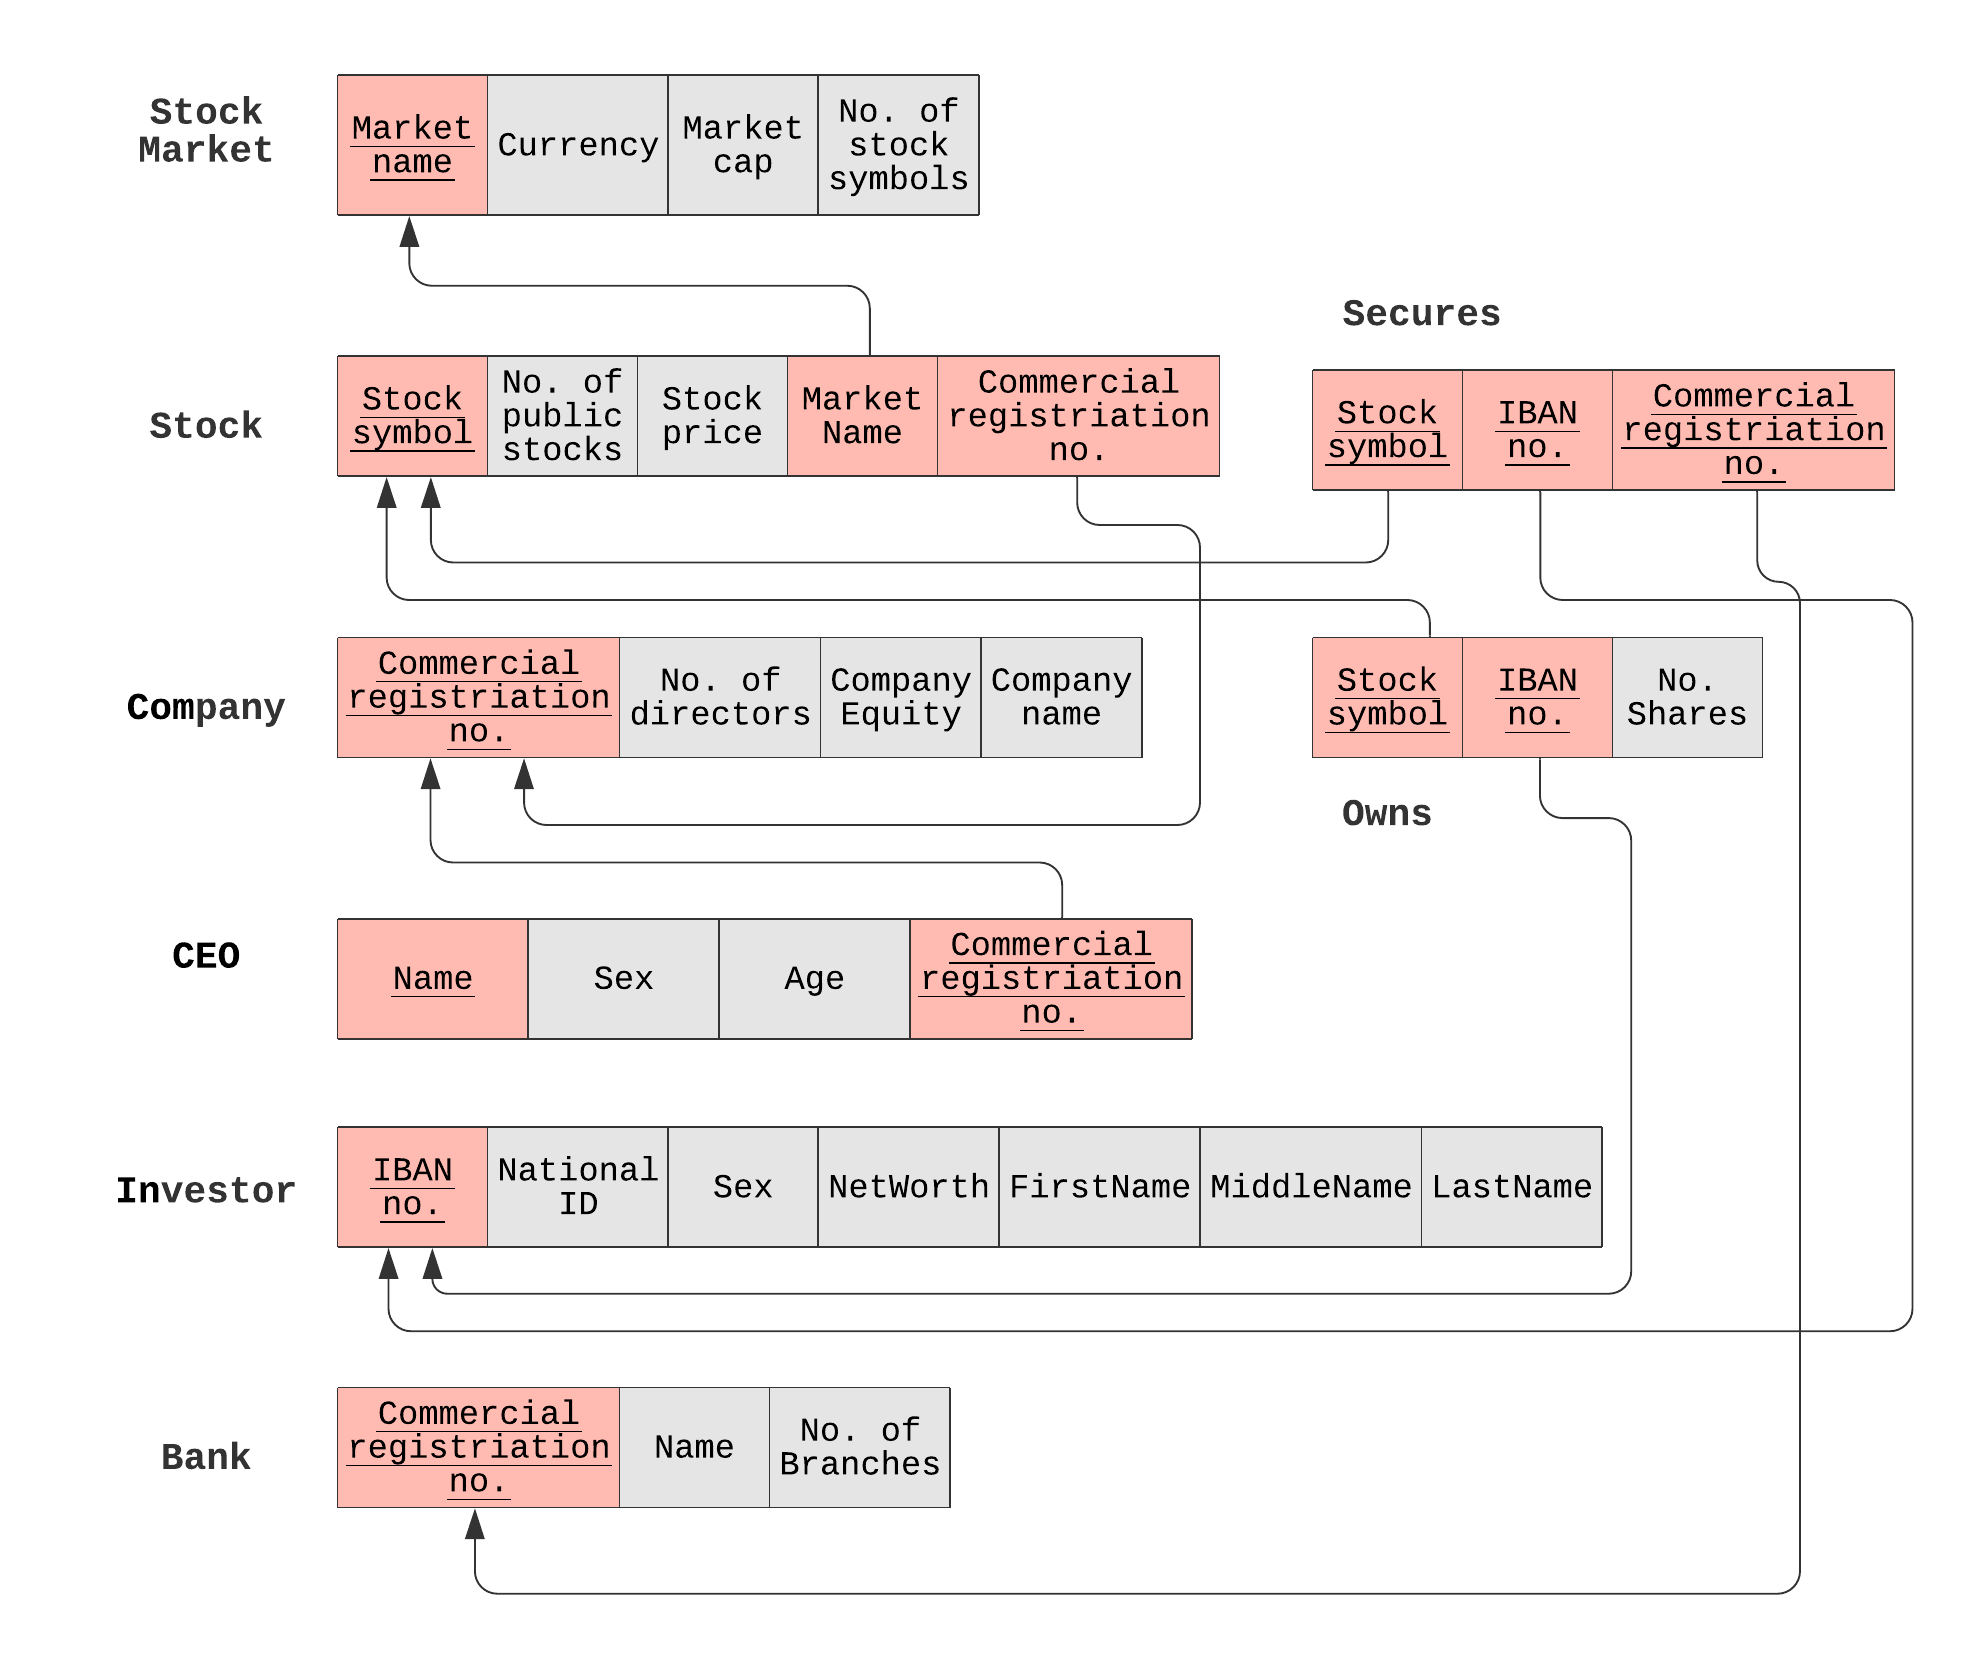 Stock
Market
Market
name
Currency
Market
cap
No. of
stock
symbols
Stock
Stock
symbol
No. of
public
stocks
Stock
price
Market
Name
Commercial
registriation
no.
Secures
Stock
symbol
IBAN
no.
Commercial
registriation
no.
Company
Commercial
registriation
no.
No. of
directors
Company
Equity
Company
name
Stock
symbol
IBAN
no.
No.
Shares
Owns
CEO
Name
Sex
Age
Commercial
registriation
no.
Investor
IBAN
no.
National
ID
Sex
NetWorth
FirstName
MiddleName
LastName
Bank
Commercial
registriation
no.
Name
No. of
Branches